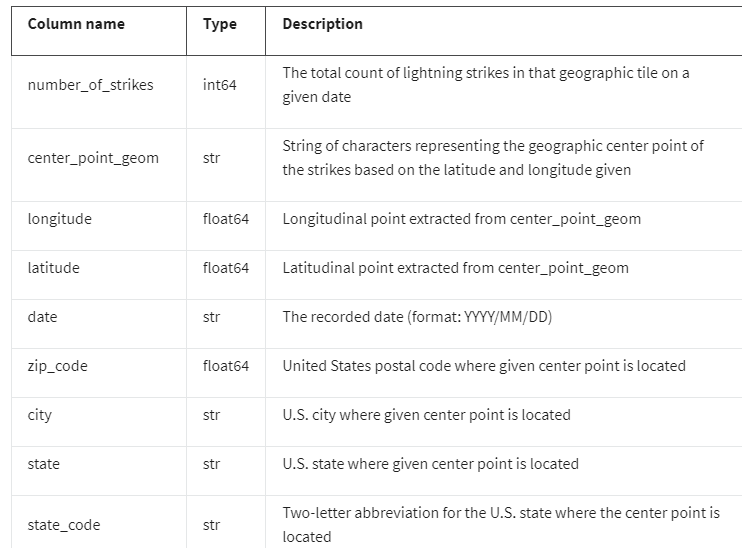 Column name Type Description
number_of_strikes int64 The total count of lightning strikes in that geographic tile on a
given date
center_point_geom str String of characters representing the geographic center point of
the strikes based on the latitude and longitude given
longitude float64 Longitudinal point extracted from center_point_geom
latitude float64 Latitudinal point extracted from center_point_geom
date str The recorded date (format: YYYY/MM/DD)
zip_code float64 United States postal code where given center point is located
city str U.S. city where given center point is located
state str U.S. state where given center point is located
state_code str Two-letter abbreviation for the U.S. state where the center point is
located